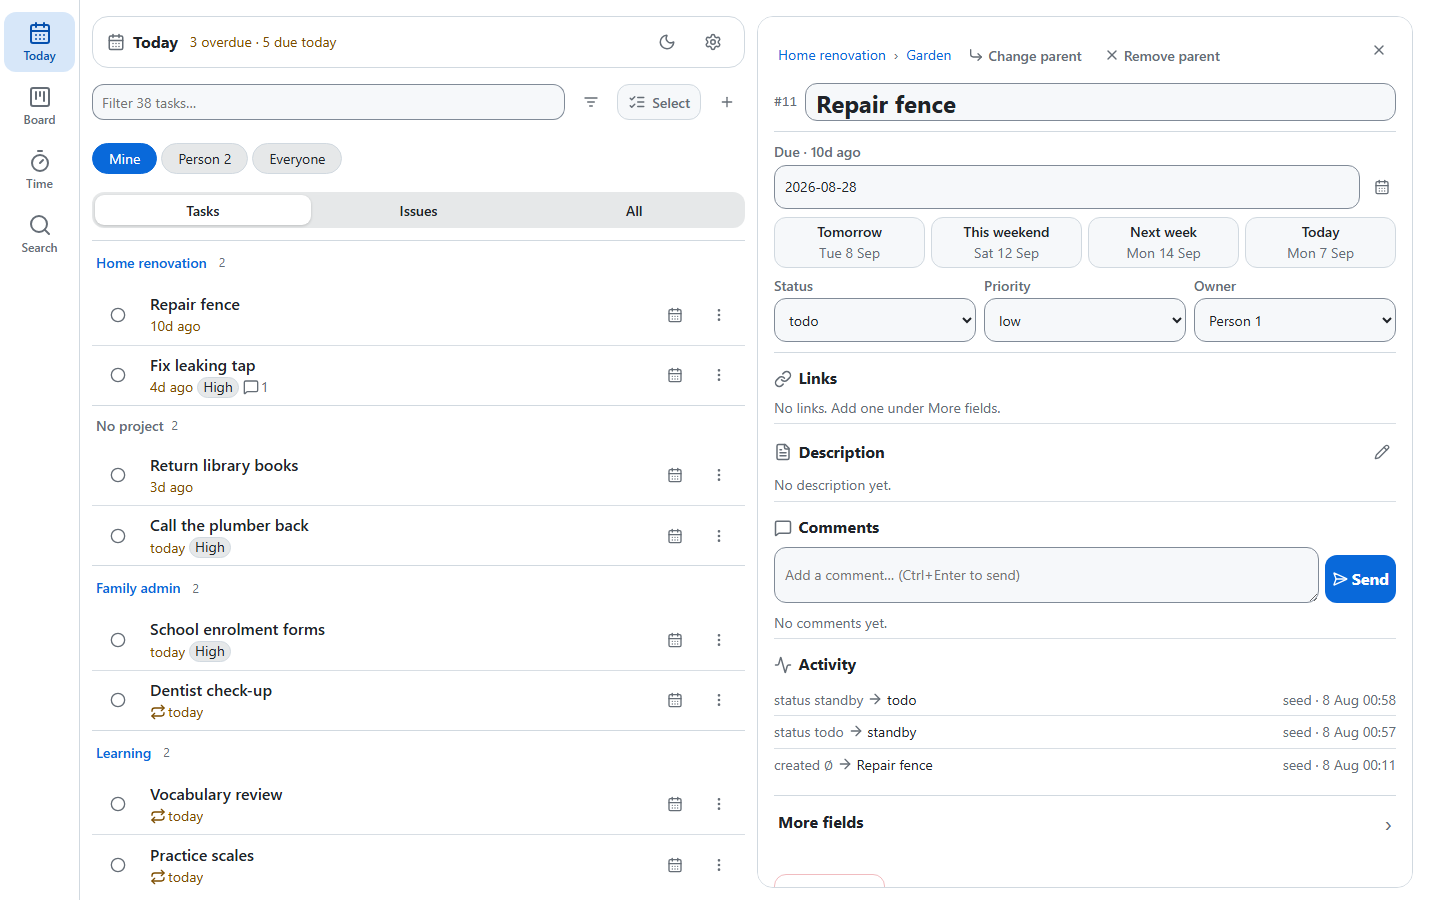 Today
Board
Time
Search
Today 3 overdue · 5 due today
Filter 38 tasks...
Select
Mine Person 2 Everyone
Tasks Issues All
Home renovation 2
Repair fence
10d ago
Fix leaking tap
4d ago High 1
No project 2
Return library books
3d ago
Call the plumber back
today High
Family admin 2
School enrolment forms
today High
Dentist check-up
today
Learning 2
Vocabulary review
today
Practice scales
today
Home renovation › Garden Change parent Remove parent
#11 Repair fence
Due · 10d ago
2026-08-28
Tomorrow This weekend Next week Today
Tue 8 Sep Sat 12 Sep Mon 14 Sep Mon 7 Sep
Status Priority Owner
todo low Person 1
Links
No links. Add one under More fields.
Description
No description yet.
Comments
Add a comment... (Ctrl+Enter to send)
Send
No comments yet.
Activity
status standby → todo seed · 8 Aug 00:58
status todo → standby seed · 8 Aug 00:57
created ∅ → Repair fence seed · 8 Aug 00:11
More fields ›